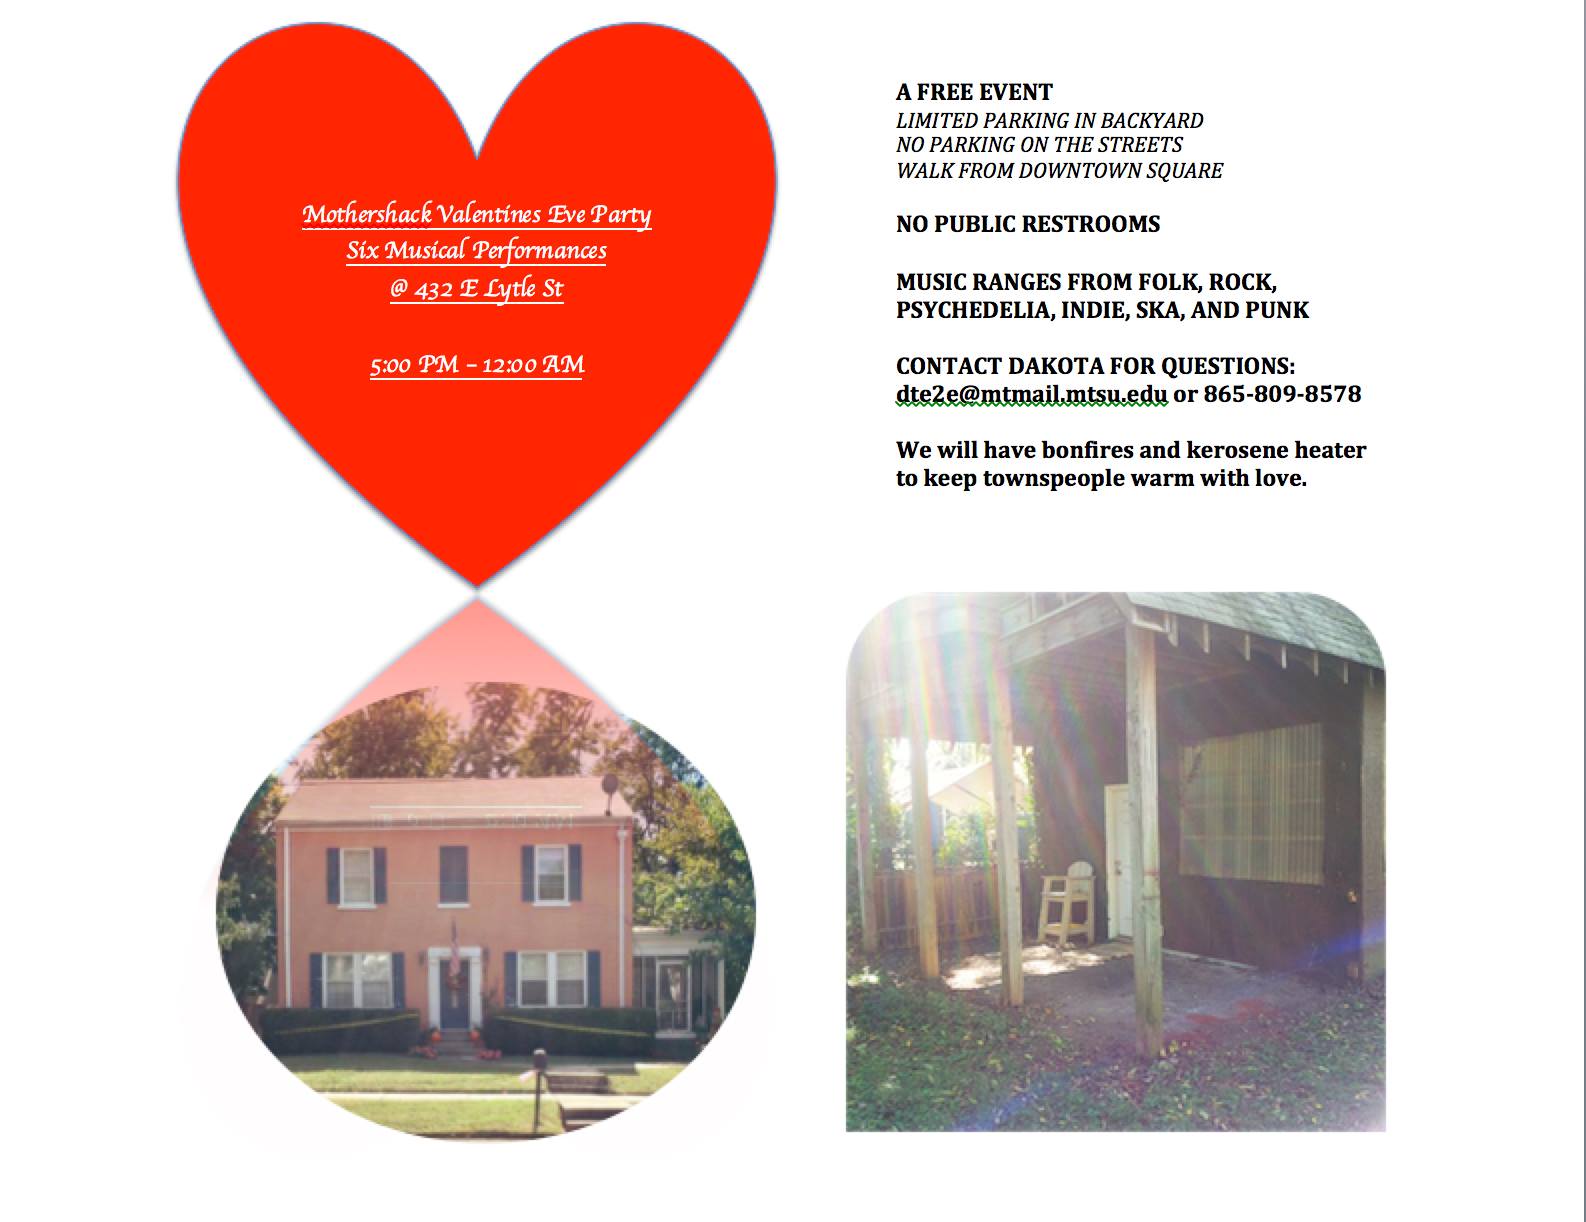 Mothershack Valentines Eve Party
Six Musical Performances
@ 432 E Lytle St
5:00 PM – 12:00 AM
A FREE EVENT
LIMITED PARKING IN BACKYARD
NO PARKING ON THE STREETS
WALK FROM DOWNTOWN SQUARE
NO PUBLIC RESTROOMS
MUSIC RANGES FROM FOLK, ROCK,
PSYCHEDELIA, INDIE, SKA, AND PUNK
CONTACT DAKOTA FOR QUESTIONS:
dte2e@mtmail.mtsu.edu or 865-809-8578
We will have bonfires and kerosene heater
to keep townspeople warm with love.